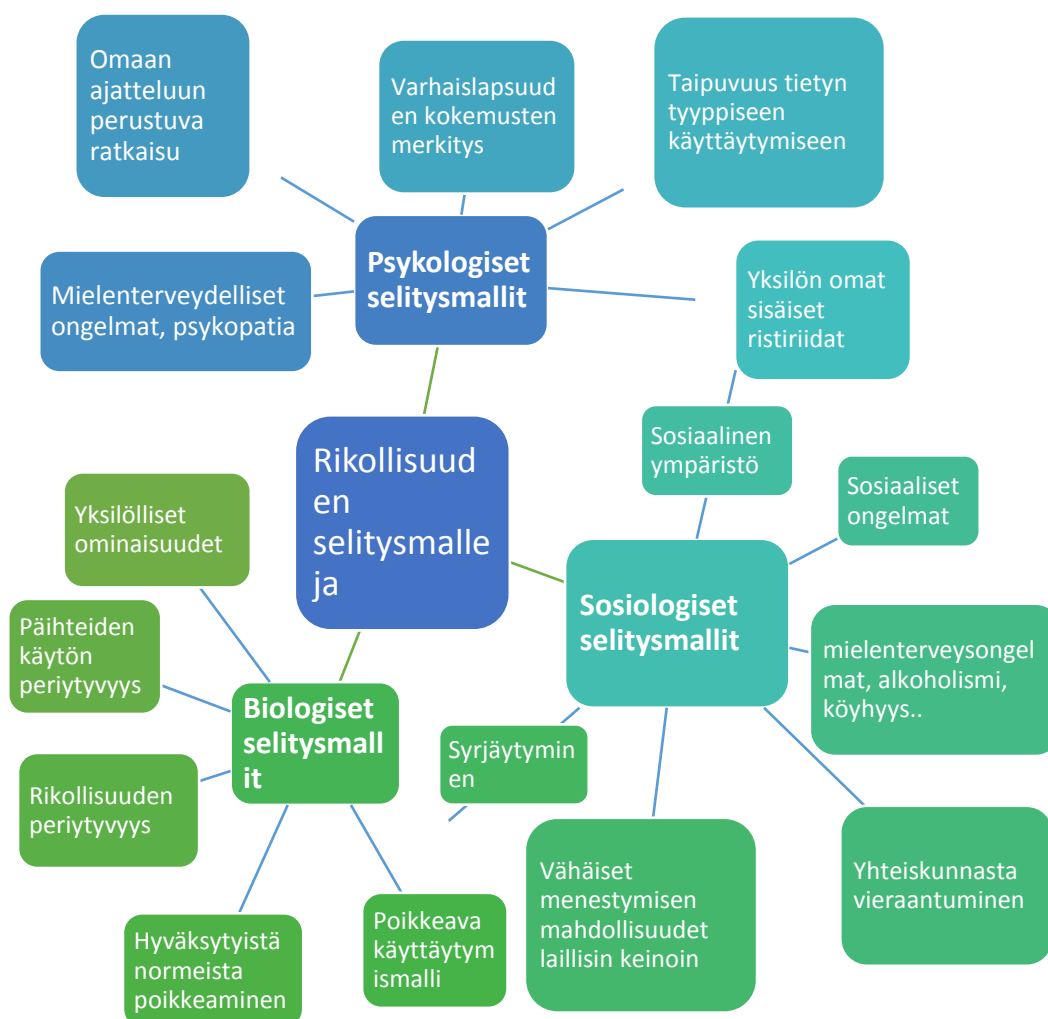 Omaan
ajatteluun
perustuva
ratkaisu
Varhaislapsuud
en kokemusten
merkitys
Taipuvuus tietyn
tyyppiseen
käyttäytymiseen
Psykologiset
selitysmallit
Mielenterveydelliset
ongelmat, psykopatia
Yksilön omat
sisäiset
ristiriidat
Rikollisuud
en
selitysmalle
ja
Sosiaalinen
ympäristö
Sosiaaliset
ongelmat
Yksilölliset
ominaisuudet
Sosiologiset
selitysmallit
Päihteiden
käytön
periytyvyys
mielenterveysongel
mat, alkoholismi,
köyhyys..
Biologiset
selitysmall
it
Syrjäytymin
en
Rikollisuuden
periytyvyys
Vähäiset
menestymisen
mahdollisuudet
laillisin keinoin
Yhteiskunnasta
vieraantuminen
Hyväksytyistä
normeista
poikkeaminen
Poikkeava
käyttäytym
ismalli